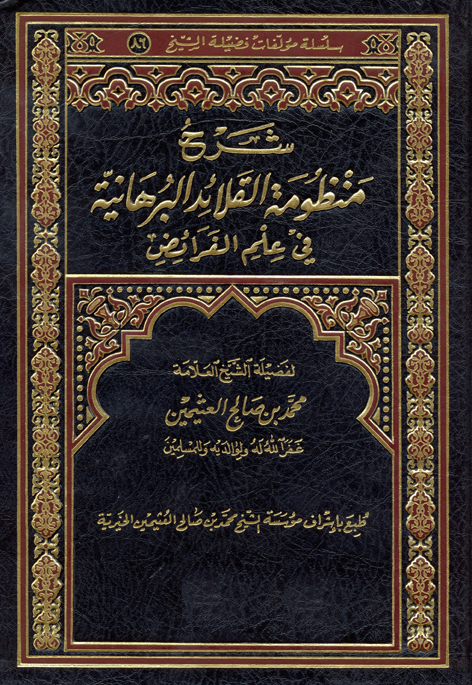 سلسلة مؤلفات فضيلة الشيخ ٨٦
شرح
منظومة القلائد البرهانية
في علم الفرائض
لفضيلة الشيخ العلامة
محمد بن صالح العثيمين
غفر الله له ولوالديه وللمسلمين
طبع بإشراف مؤسسة الشيخ محمد بن صالح العثيمين الخيرية